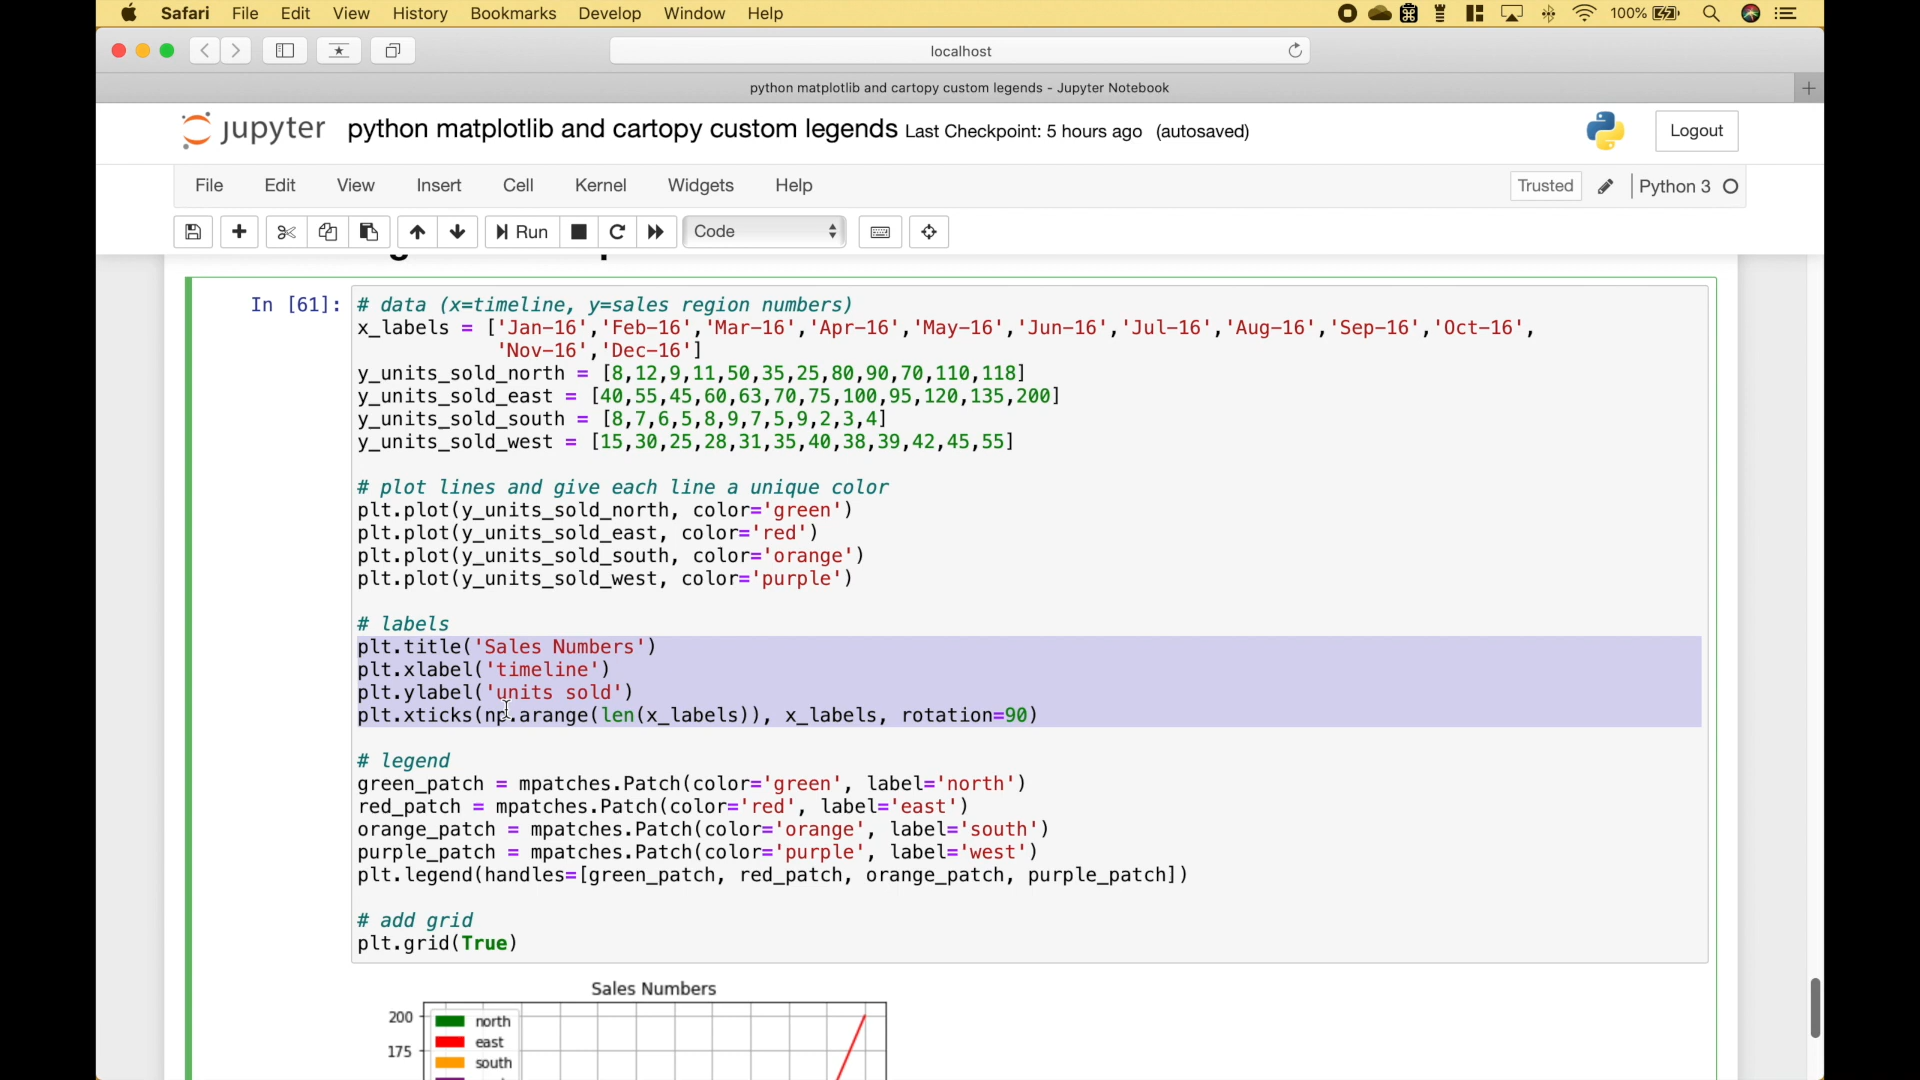 Safari File Edit View History Bookmarks Develop Window Help 100%
localhost
python matplotlib and cartopy custom legends - Jupyter Notebook
jupyter python matplotlib and cartopy custom legends Last Checkpoint: 5 hours ago (autosaved) Logout
File Edit View Insert Cell Kernel Widgets Help Trusted Python 3
Run Code
In [61]: # data (x=timeline, y=sales region numbers)
x_labels = ['Jan-16','Feb-16','Mar-16','Apr-16','May-16','Jun-16','Jul-16','Aug-16','Sep-16','Oct-16',
'Nov-16','Dec-16']
y_units_sold_north = [8,12,9,11,50,35,25,80,90,70,110,118]
y_units_sold_east = [40,55,45,60,63,70,75,100,95,120,135,200]
y_units_sold_south = [8,7,6,5,8,9,7,5,9,2,3,4]
y_units_sold_west = [15,30,25,28,31,35,40,38,39,42,45,55]
# plot lines and give each line a unique color
plt.plot(y_units_sold_north, color='green')
plt.plot(y_units_sold_east, color='red')
plt.plot(y_units_sold_south, color='orange')
plt.plot(y_units_sold_west, color='purple')
# labels
plt.title('Sales Numbers')
plt.xlabel('timeline')
plt.ylabel('units sold')
plt.xticks(np.arange(len(x_labels)), x_labels, rotation=90)
# legend
green_patch = mpatches.Patch(color='green', label='north')
red_patch = mpatches.Patch(color='red', label='east')
orange_patch = mpatches.Patch(color='orange', label='south')
purple_patch = mpatches.Patch(color='purple', label='west')
plt.legend(handles=[green_patch, red_patch, orange_patch, purple_patch])
# add grid
plt.grid(True)
Sales Numbers
200
north
east
175
south